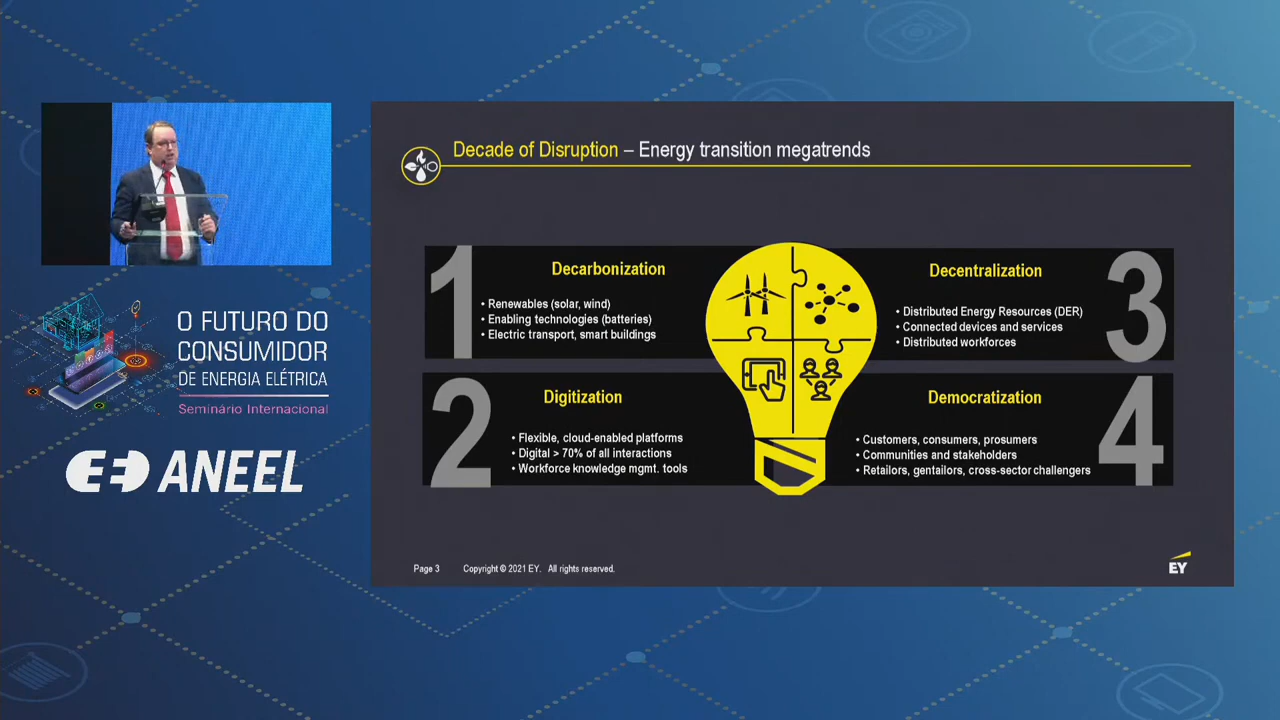 Decade of Disruption – Energy transition megatrends
1
Decarbonization
• Renewables (solar, wind)
• Enabling technologies (batteries)
• Electric transport, smart buildings
2
Digitization
• Flexible, cloud-enabled platforms
• Digital > 70% of all interactions
• Workforce knowledge mgmt. tools
3
Decentralization
• Distributed Energy Resources (DER)
• Connected devices and services
• Distributed workforces
4
Democratization
• Customers, consumers, prosumers
• Communities and stakeholders
• Retailors, gentailors, cross-sector challengers
Page 3 Copyright © 2021 EY. All rights reserved.
EY
O FUTURO DO
CONSUMIDOR
DE ENERGIA ELÉTRICA
Seminário Internacional
ANEEL